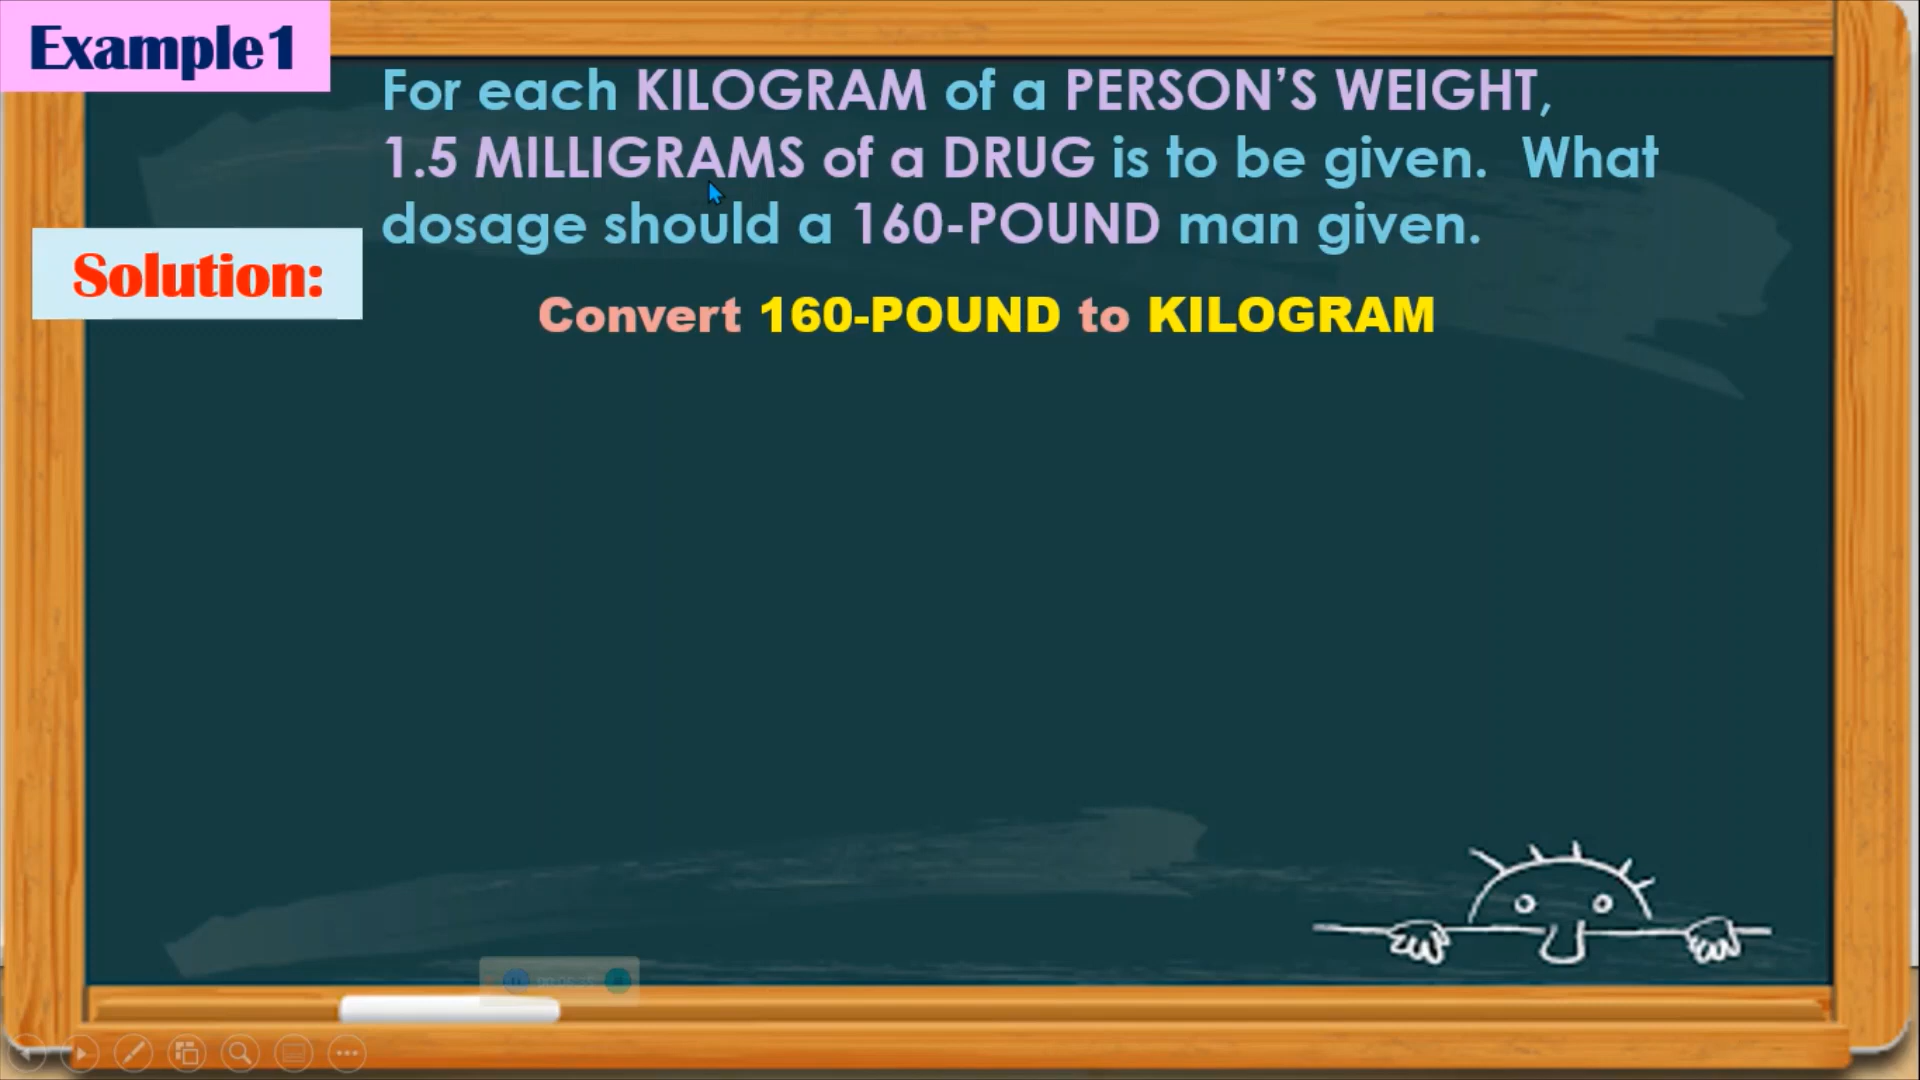 Example1
For each KILOGRAM of a PERSON’S WEIGHT,
1.5 MILLIGRAMS of a DRUG is to be given. What
dosage should a 160-POUND man given.
Solution:
Convert 160-POUND to KILOGRAM